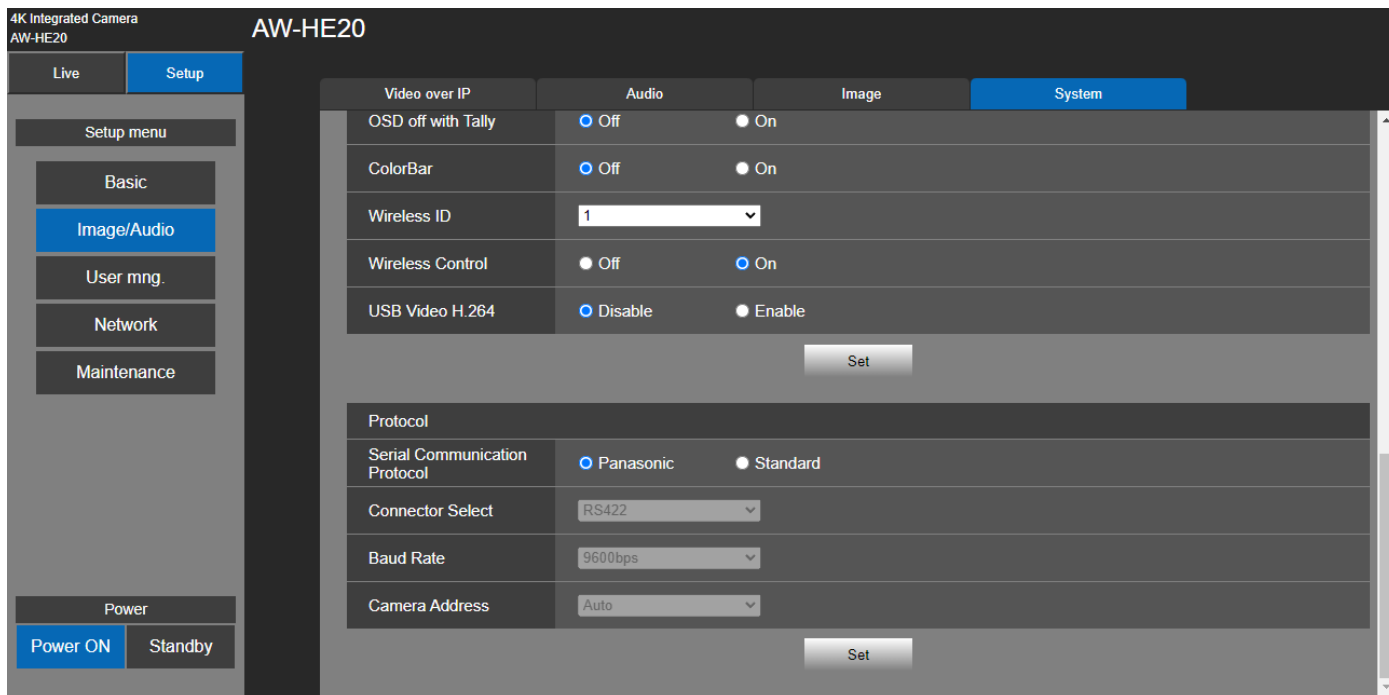 4K Integrated Camera
AW-HE20
AW-HE20
Live
Setup
Video over IP
Audio
Image
System
Setup menu
Basic
Image/Audio
User mng.
Network
Maintenance
Power
Power ON
Standby
OSD off with Tally
Off
On
ColorBar
Off
On
Wireless ID
1
Wireless Control
Off
On
USB Video H.264
Disable
Enable
Set
Protocol
Serial Communication
Protocol
Panasonic
Standard
Connector Select
RS422
Baud Rate
9600bps
Camera Address
Auto
Set